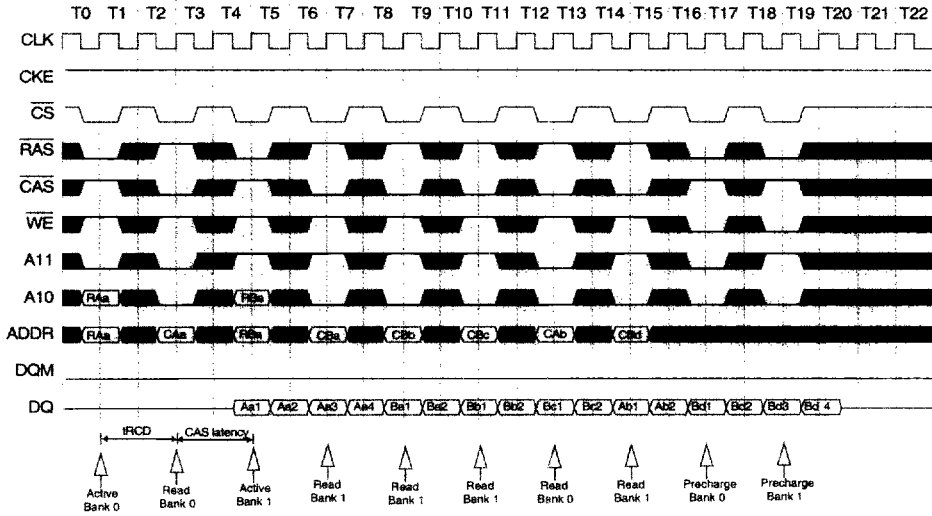 T0 T1 T2 T3 T4 T5 T6 T7 T8 T9 T10 T11 T12 T13 T14 T15 T16 T17 T18 T19 T20 T21 T22
CLK
CKE
CS
RAS
CAS
WE
A11
A10 RAa RBa
ADDR RAa CAa RBa CBa CBb CBc CAb CBd
DQM
DQ Aa1 Aa2 Aa3 Aa4 Ba1 Ba2 Bb1 Bb2 Bc1 Bc2 Ab1 Ab2 Bd1 Bd2 Bd3 Bd 4
tRCD CAS latency
Active Read Active Read Read Read Read Read Precharge Precharge
Bank 0 Bank 0 Bank 1 Bank 1 Bank 1 Bank 1 Bank 0 Bank 1 Bank 0 Bank 1